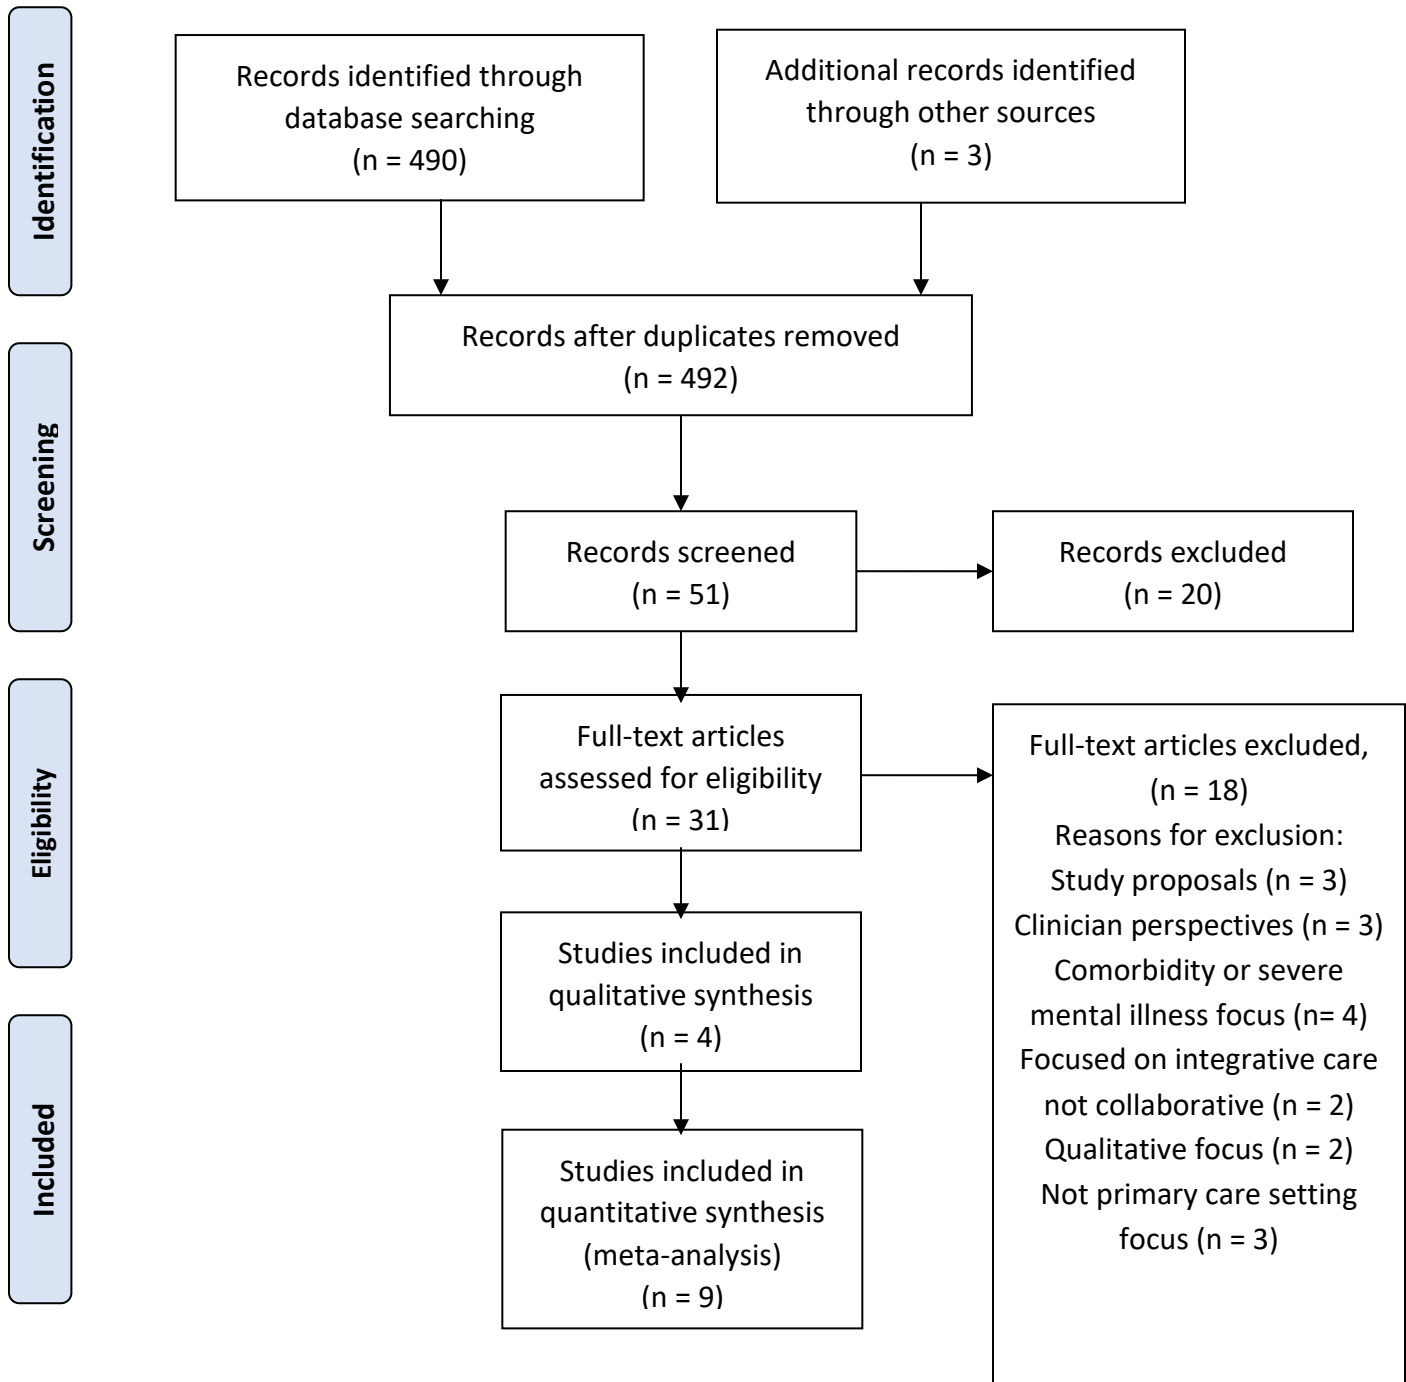 Identification
Records identified through
database searching
(n = 490)
Additional records identified
through other sources
(n = 3)
Records after duplicates removed
(n = 492)
Screening
Records screened
(n = 51)
Records excluded
(n = 20)
Eligibility
Full-text articles
assessed for eligibility
(n = 31)
Full-text articles excluded,
(n = 18)
Reasons for exclusion:
Study proposals (n = 3)
Clinician perspectives (n = 3)
Comorbidity or severe
mental illness focus (n= 4)
Focused on integrative care
not collaborative (n = 2)
Qualitative focus (n = 2)
Not primary care setting
focus (n = 3)
Studies included in
qualitative synthesis
(n = 4)
Included
Studies included in
quantitative synthesis
(meta-analysis)
(n = 9)